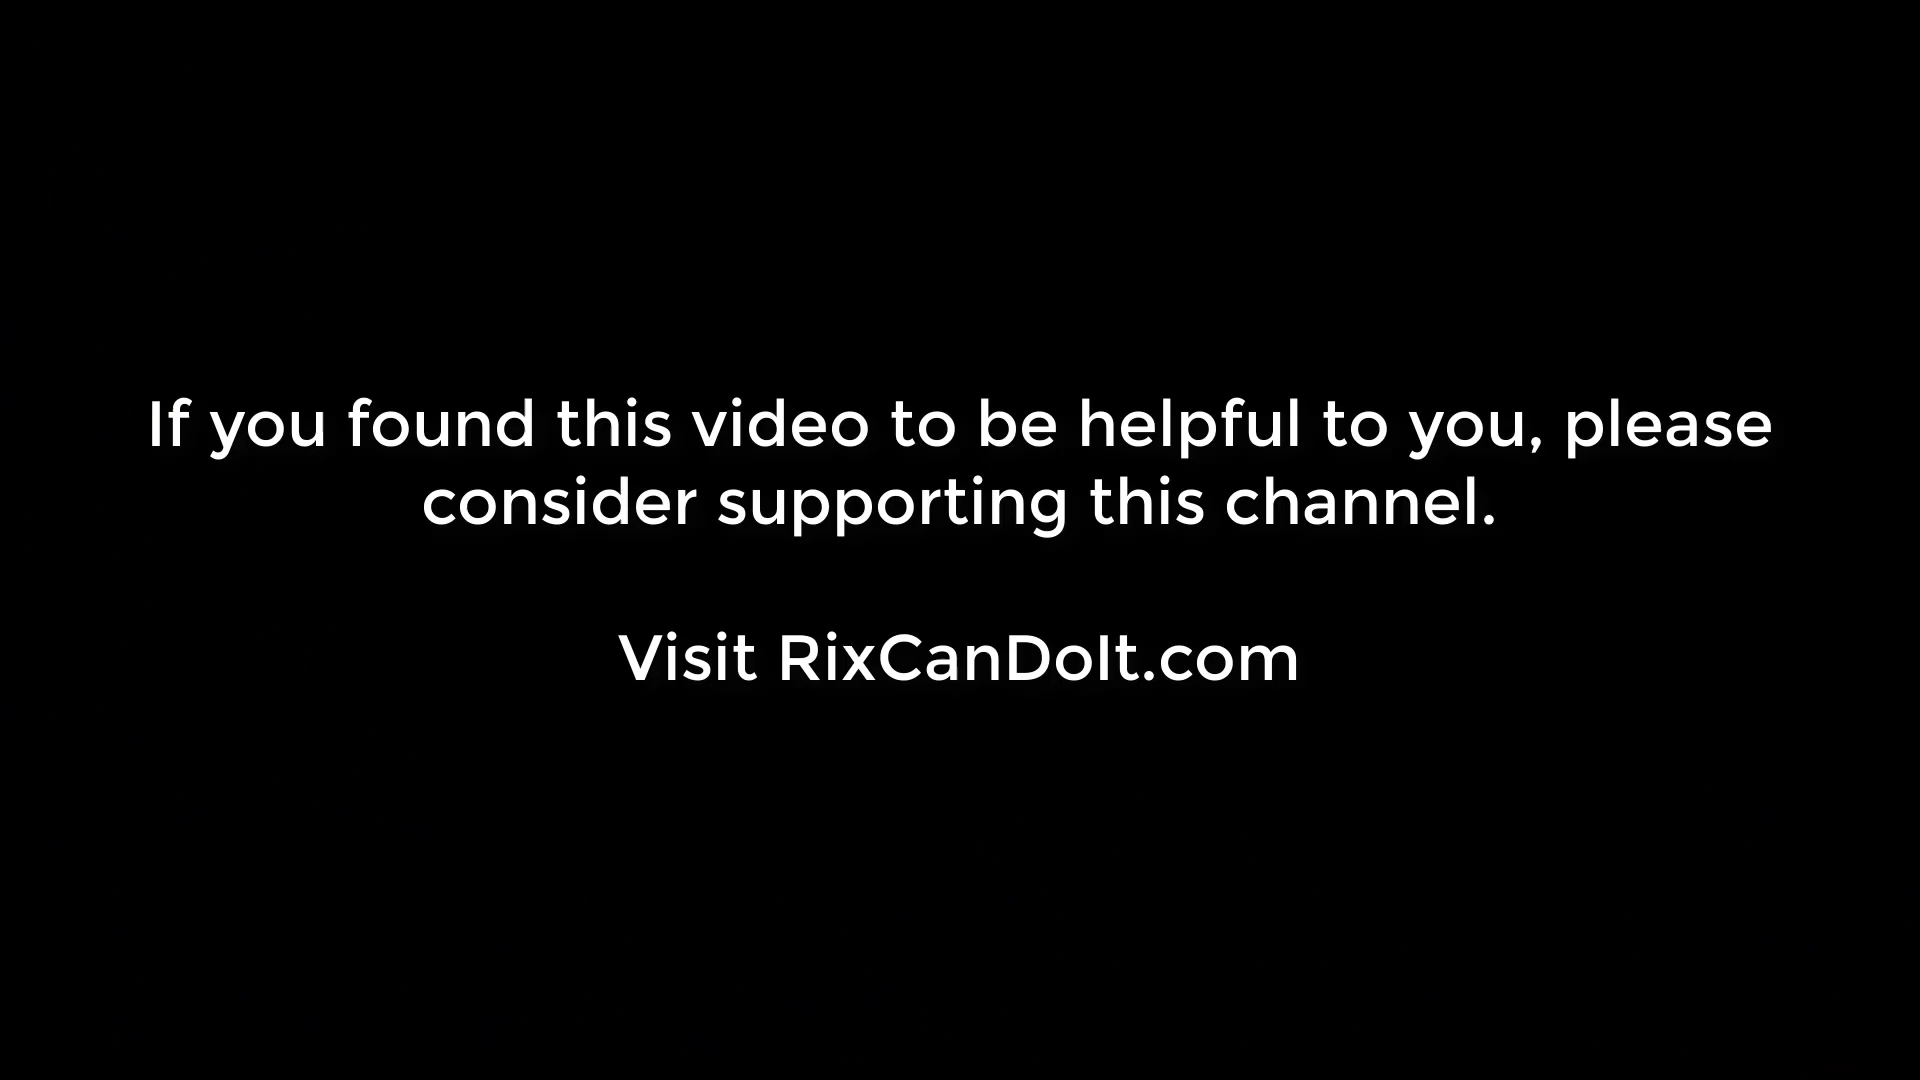 If you found this video to be helpful to you, please
consider supporting this channel.
Visit RixCanDoIt.com